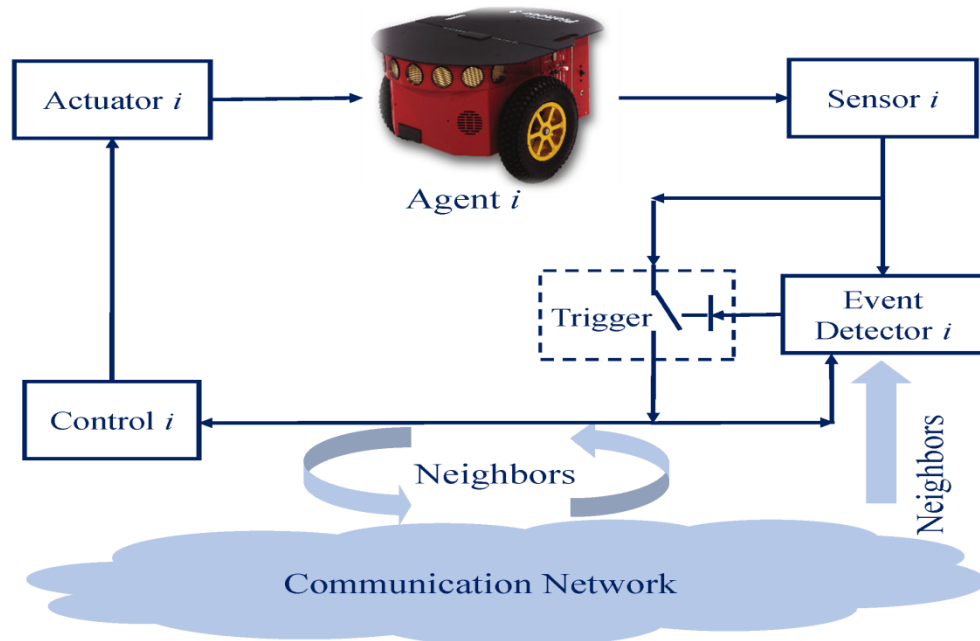 Actuator i
Sensor i
Agent i
Trigger
Event
Detector i
Control i
Neighbors
Neighbors
Communication Network